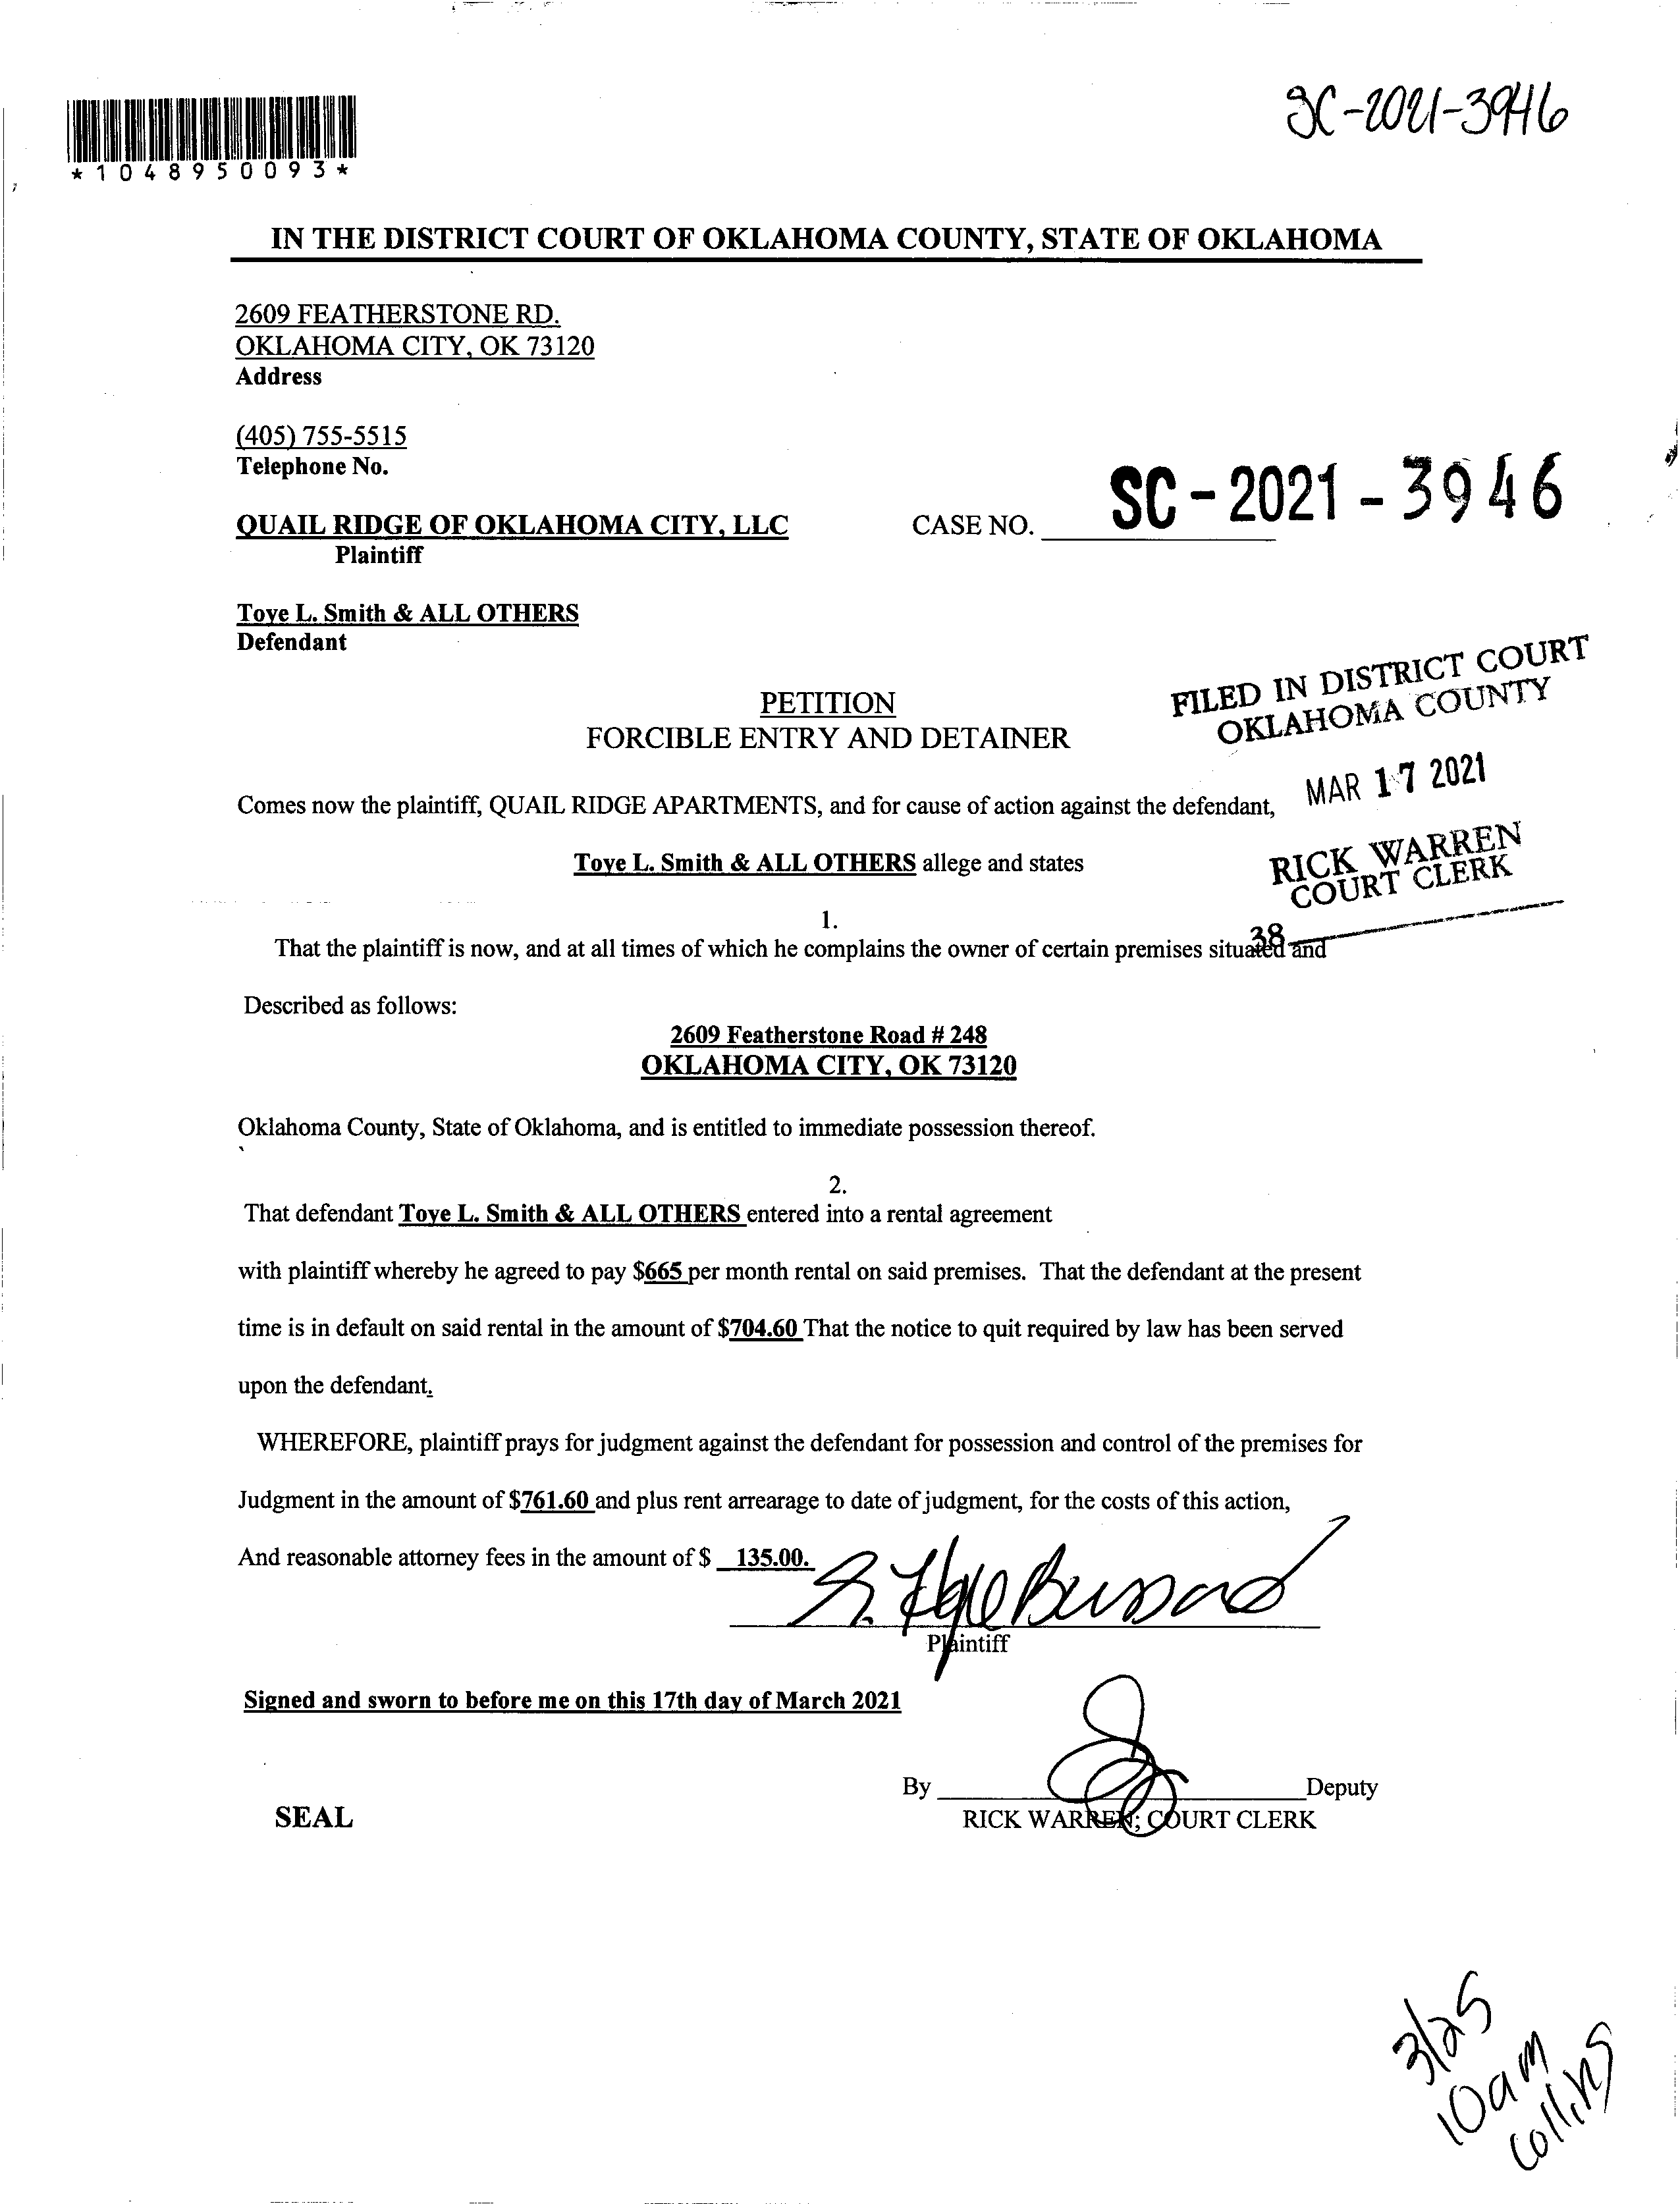 SC-2021-3946
*1048950093*
IN THE DISTRICT COURT OF OKLAHOMA COUNTY, STATE OF OKLAHOMA
2609 FEATHERSTONE RD.
OKLAHOMA CITY, OK 73120
Address
(405) 755-5515
Telephone No.
QUAIL RIDGE OF OKLAHOMA CITY, LLC CASE NO. SC-2021-3946
Plaintiff
Toye L. Smith & ALL OTHERS
Defendant
FILED IN DISTRICT COURT
OKLAHOMA COUNTY
MAR 17 2021
RICK WARREN
COURT CLERK
38
PETITION
FORCIBLE ENTRY AND DETAINER
Comes now the plaintiff, QUAIL RIDGE APARTMENTS, and for cause of action against the defendant,
Toye L. Smith & ALL OTHERS allege and states
1.
That the plaintiff is now, and at all times of which he complains the owner of certain premises situated and
Described as follows:
2609 Featherstone Road # 248
OKLAHOMA CITY, OK 73120
Oklahoma County, State of Oklahoma, and is entitled to immediate possession thereof.
2.
That defendant Toye L. Smith & ALL OTHERS entered into a rental agreement
with plaintiff whereby he agreed to pay $665 per month rental on said premises. That the defendant at the present
time is in default on said rental in the amount of $704.60 That the notice to quit required by law has been served
upon the defendant.
WHEREFORE, plaintiff prays for judgment against the defendant for possession and control of the premises for
Judgment in the amount of $761.60 and plus rent arrearage to date of judgment, for the costs of this action,
And reasonable attorney fees in the amount of $ 135.00.
Plaintiff
Signed and sworn to before me on this 17th day of March 2021
By Deputy
SEAL
RICK WARREN; COURT CLERK
3/25
10am
Collins